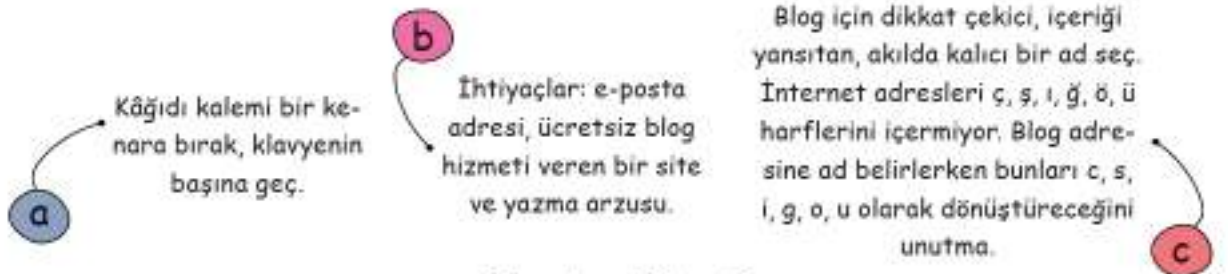 a
Kâğıdı kalemi bir ke-
nara bırak, klavyenin
başına geç.
b
İhtiyaçlar: e-posta
adresi, ücretsiz blog
hizmeti veren bir site
ve yazma arzusu.
Blog için dikkat çekici, içeriği
yansıtan, akılda kalıcı bir ad seç.
İnternet adresleri ç, ş, ı, ğ, ö, ü
harflerini içermiyor. Blog adre-
sine ad belirlerken bunları c, s,
i, g, o, u olarak dönüştüreceğini
unutma.
c